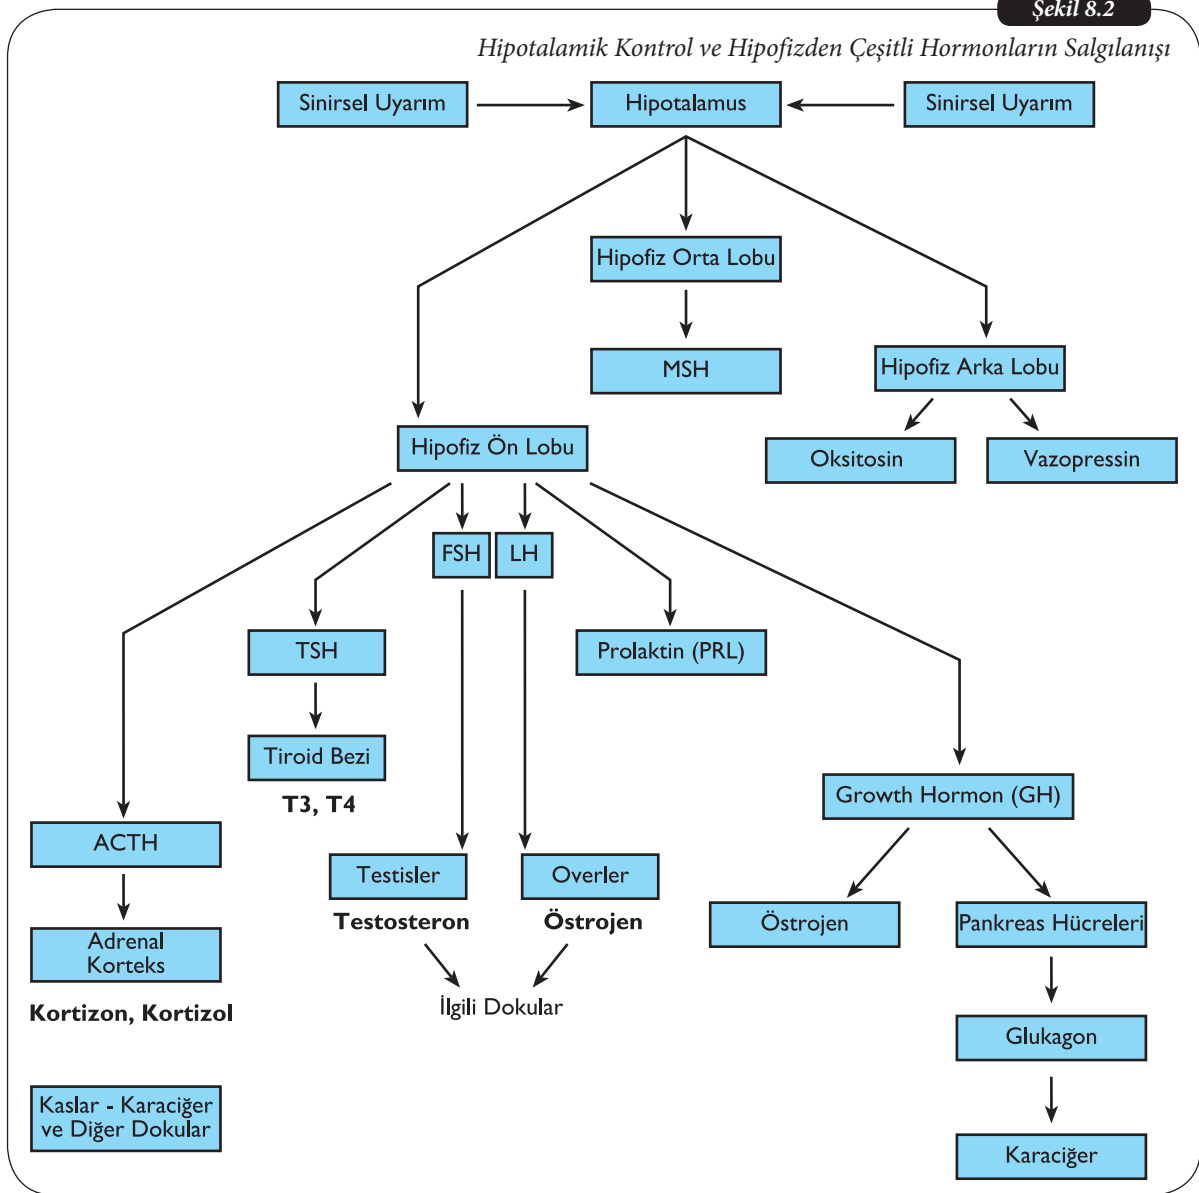 Şekil 8.2
Hipotalamik Kontrol ve Hipofizden Çeşitli Hormonların Salgılanışı
Sinirsel Uyarım
Hipotalamus
Sinirsel Uyarım
Hipofiz Orta Lobu
MSH
Hipofiz Arka Lobu
Oksitosin
Vazopressin
Hipofiz Ön Lobu
FSH
LH
TSH
Prolaktin (PRL)
Tiroid Bezi
T3, T4
Growth Hormon (GH)
ACTH
Testisler
Overler
Testosteron
Östrojen
Östrojen
Pankreas Hücreleri
Adrenal
Korteks
Kortizon, Kortizol
İlgili Dokular
Glukagon
Kaslar - Karaciğer
ve Diğer Dokular
Karaciğer